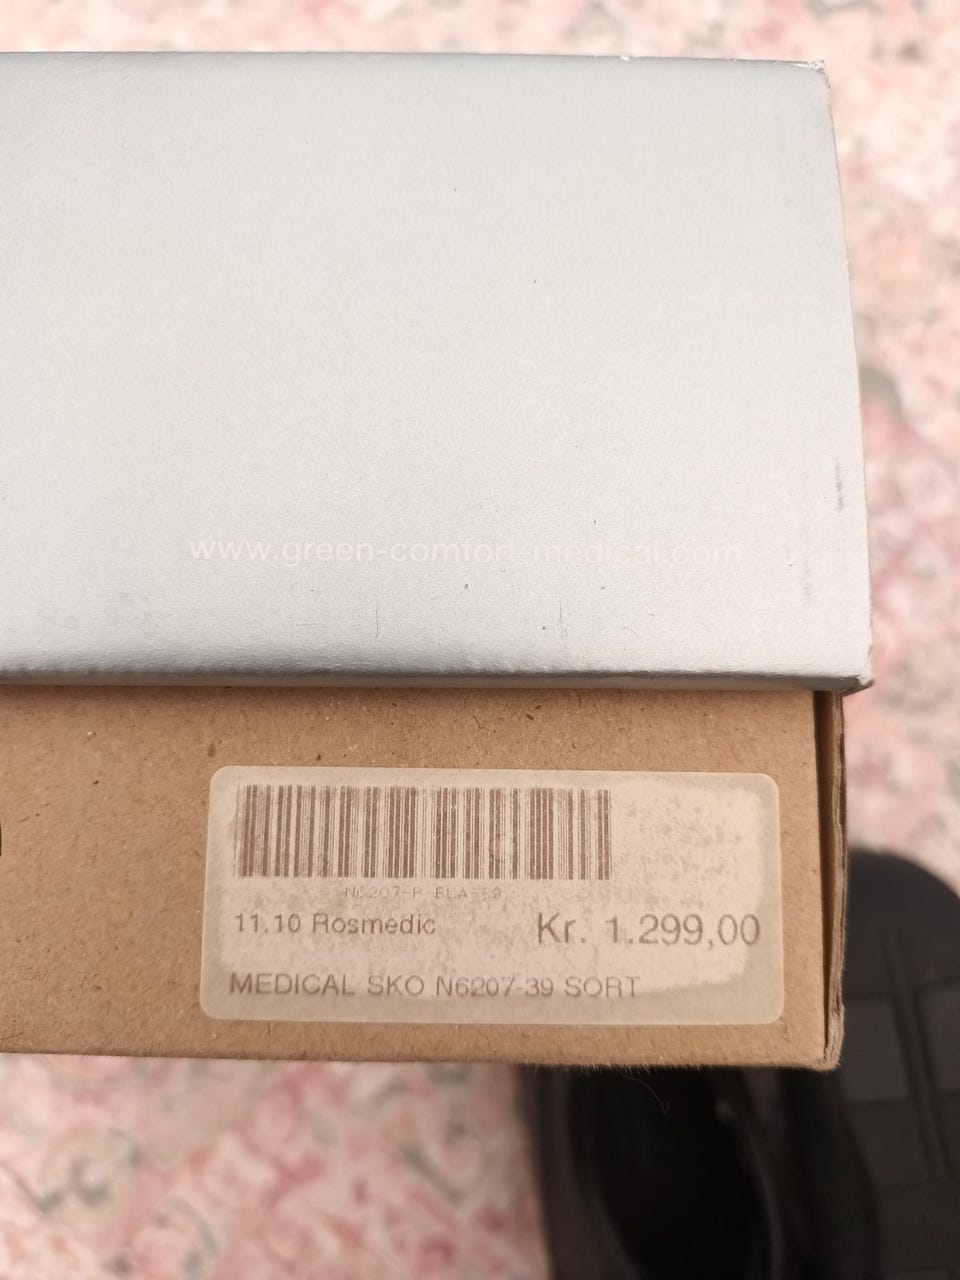 www.green-comfort-medical.com
11.10 Rosmedic
Kr. 1.299,00
MEDICAL SKO N6207-39 SORT